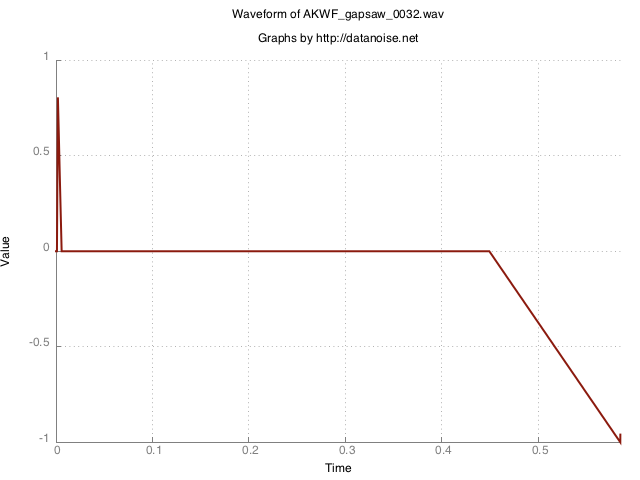 Waveform of AKWF_gapsaw_0032.wav
Graphs by http://datanoise.net
1
0.5
0
-0.5
-1
Value
0 0.1 0.2 0.3 0.4 0.5
Time